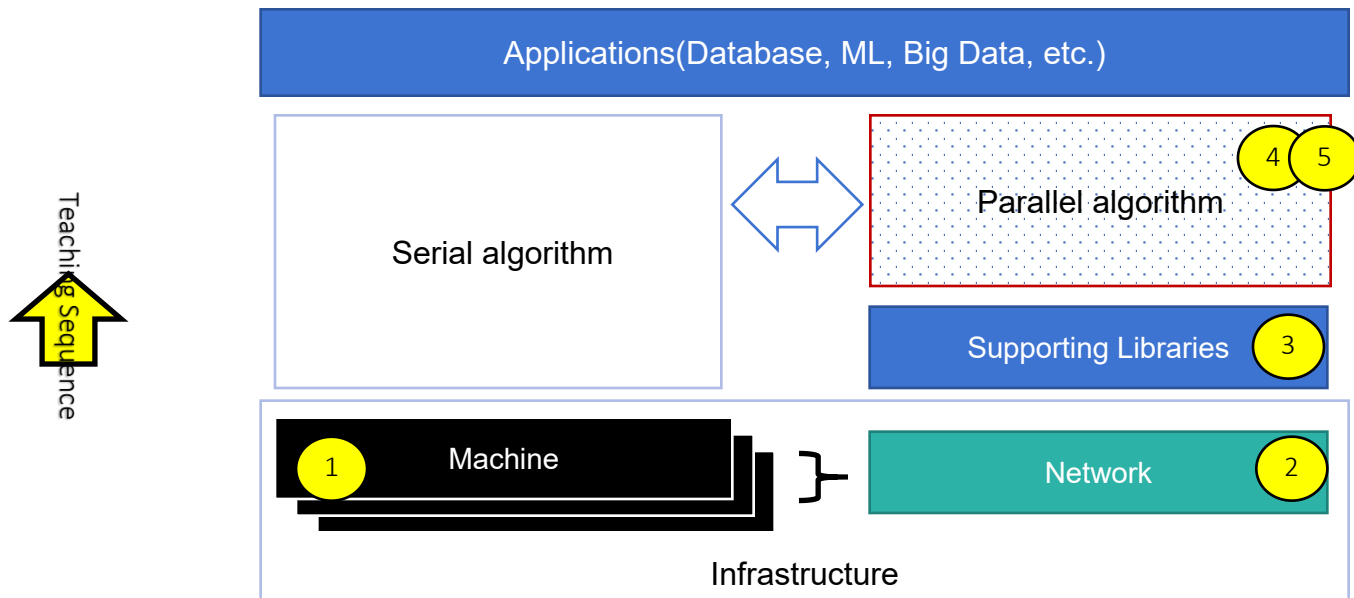 Applications(Database, ML, Big Data, etc.)
4
5
Parallel algorithm
Serial algorithm
Teaching Sequence
Supporting Libraries
3
1
Machine
Network
2
Infrastructure